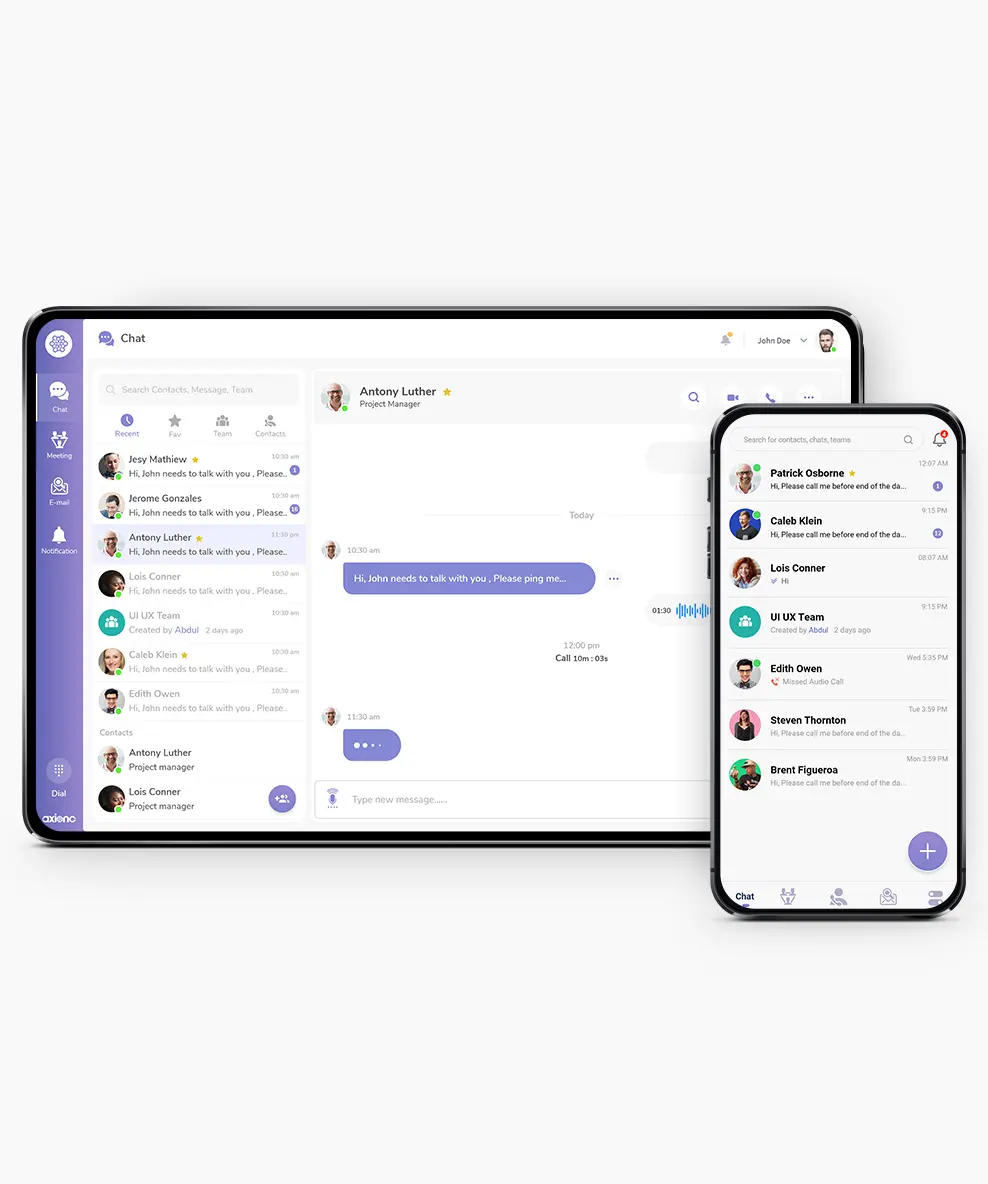 Chat
John Doe
Chat
Meeting
E-mail
Notification
Dial
axionc
Search Contacts, Message, Team
Recent
Fav
Team
Contacts
Jesy Mathiew
10:30 am
Hi, John needs to talk with you , Please..
1
Jerome Gonzales
10:30 am
Hi, John needs to talk with you , Please..
16
Antony Luther
11:30 pm
Hi, John needs to talk with you , Please..
Lois Conner
10:30 am
Hi, John needs to talk with you , Please..
UI UX Team
10:30 am
Created by Abdul 2 days ago
Caleb Klein
10:30 am
Hi, John needs to talk with you , Please..
Edith Owen
10:30 am
Hi, John needs to talk with you , Please..
Contacts
Antony Luther
Project manager
Lois Conner
Project manager
Antony Luther
Project Manager
Today
10:30 am
Hi, John needs to talk with you , Please ping me...
01:30
12:00 pm
Call 10m : 03s
11:30 am
Type new message......
Search for contacts, chats, teams
4
12:07 AM
Patrick Osborne
Hi, Please call me before end of the da...
1
9:15 PM
Caleb Klein
Hi, Please call me before end of the da...
12
08:07 AM
Lois Conner
Hi
9:15 PM
UI UX Team
Created by Abdul 2 days ago
Wed 5:35 PM
Edith Owen
Missed Audio Call
Tue 3:59 PM
Steven Thornton
Hi, Please call me before end of the da...
Mon 3:59 PM
Brent Figueroa
Hi, Please call me before end of the da...
Chat